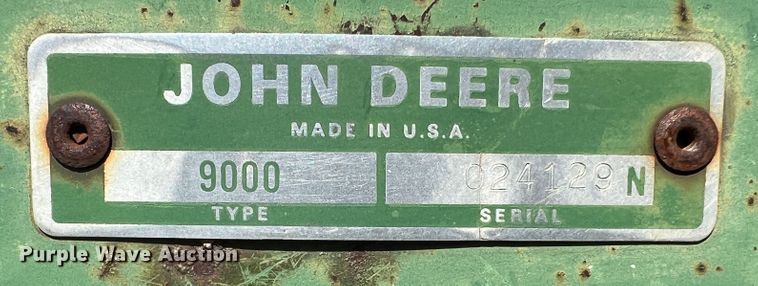 JOHN DEERE
MADE IN U.S.A.
9000 024129 N
TYPE SERIAL
Purple Wave Auction